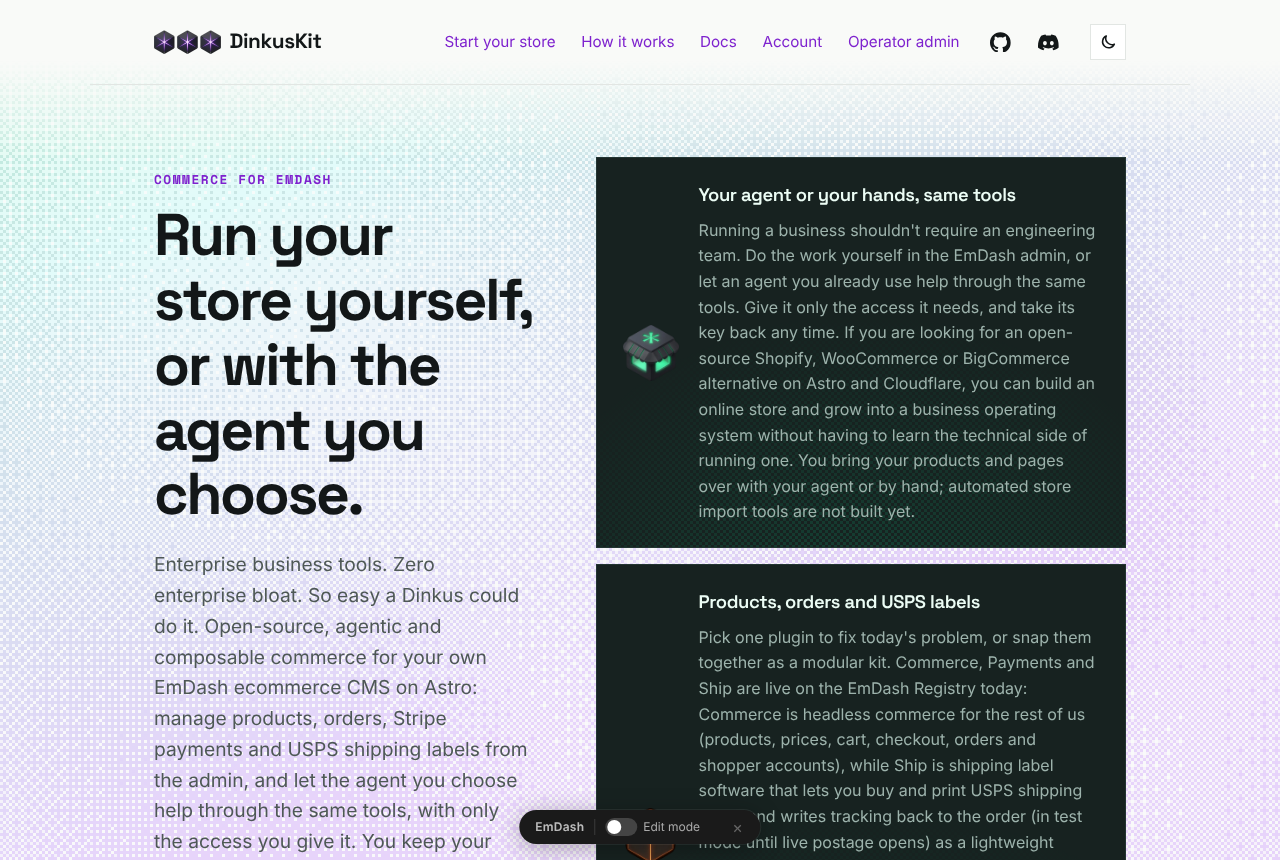 DinkusKit
Start your store
How it works
Docs
Account
Operator admin
COMMERCE FOR EMDASH
Run your
store yourself,
or with the
agent you
choose.
Enterprise business tools. Zero
enterprise bloat. So easy a Dinkus could
do it. Open-source, agentic and
composable commerce for your own
EmDash ecommerce CMS on Astro:
manage products, orders, Stripe
payments and USPS shipping labels from
the admin, and let the agent you choose
help through the same tools, with only
the access you give it. You keep your
Your agent or your hands, same tools
Running a business shouldn't require an engineering
team. Do the work yourself in the EmDash admin, or
let an agent you already use help through the same
tools. Give it only the access it needs, and take its
key back any time. If you are looking for an open-
source Shopify, WooCommerce or BigCommerce
alternative on Astro and Cloudflare, you can build an
online store and grow into a business operating
system without having to learn the technical side of
running one. You bring your products and pages
over with your agent or by hand; automated store
import tools are not built yet.
Products, orders and USPS labels
Pick one plugin to fix today's problem, or snap them
together as a modular kit. Commerce, Payments and
Ship are live on the EmDash Registry today:
Commerce is headless commerce for the rest of us
(products, prices, cart, checkout, orders and
shopper accounts), while Ship is shipping label
software that lets you buy and print USPS shipping
and writes tracking back to the order (in test
until live postage opens) as a lightweight
EmDash
Edit mode